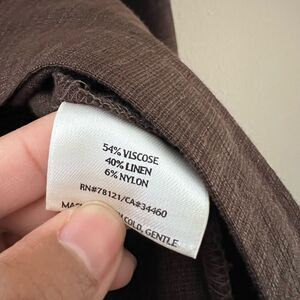 54% VISCOSE
40% LINEN
6% NYLON
RN#78121/CA#34460
COLD, GENTLE